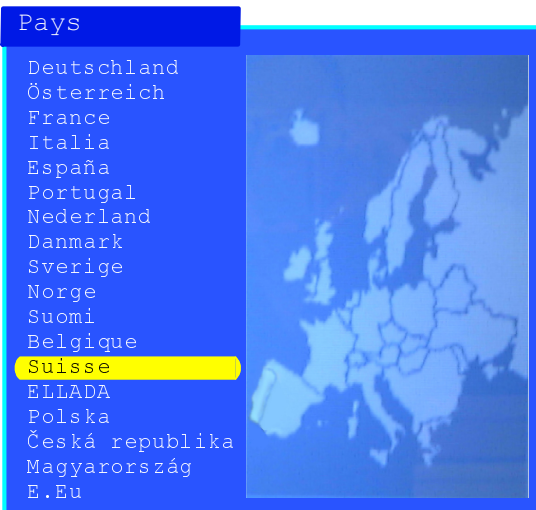 Pays
Deutschland
Österreich
France
Italia
España
Portugal
Nederland
Danmark
Sverige
Norge
Suomi
Belgique
Suisse
ELLADA
Polska
Česká republika
Magyarország
E.Eu